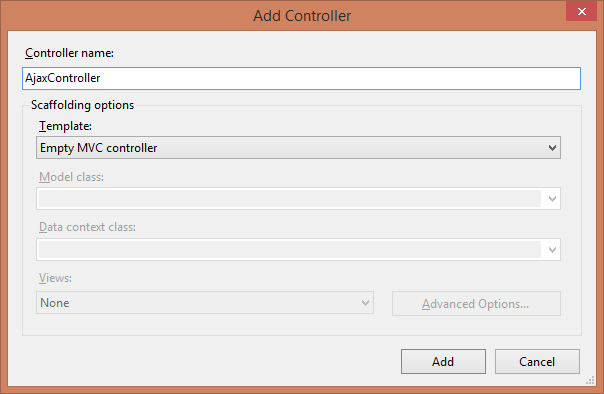 Add Controller
Controller name:
AjaxController
Scaffolding options
Template:
Empty MVC controller
Model class:
Data context class:
Views:
None
Advanced Options...
Add
Cancel